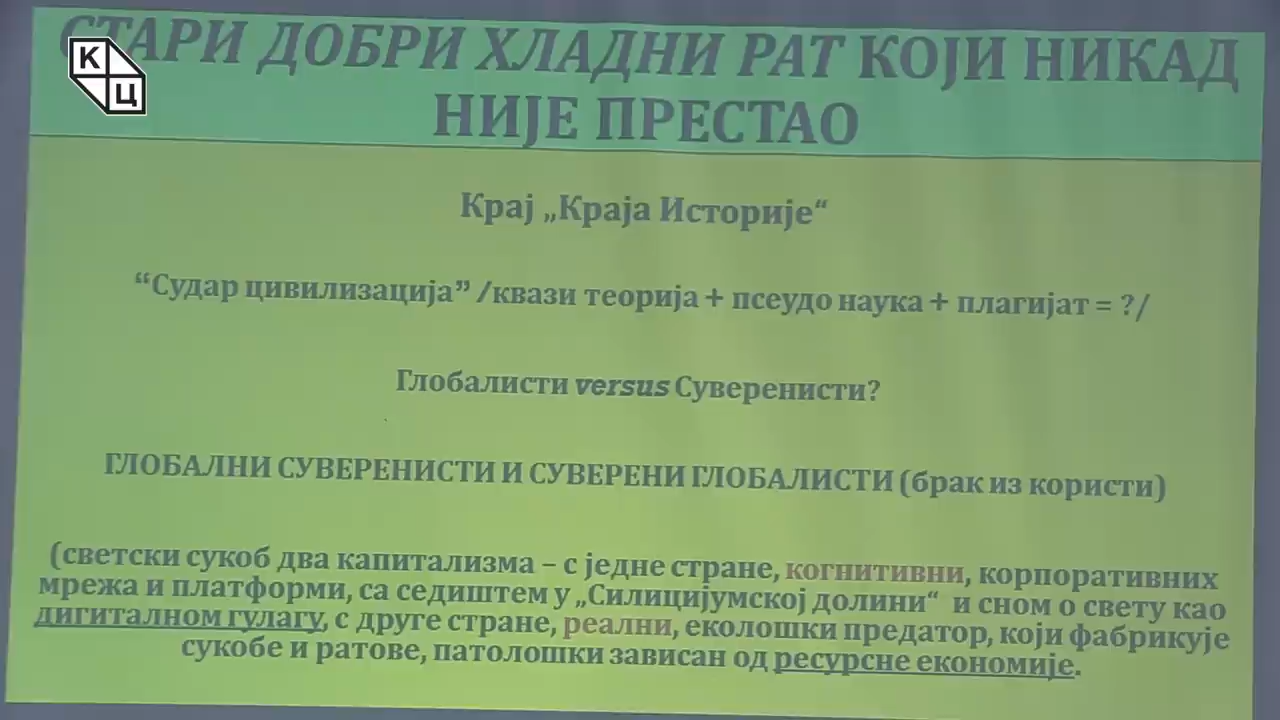 СТАРИ ДОБРИ ХЛАДНИ РАТ КОЈИ НИКАД
НИЈЕ ПРЕСТАО
К
Ц
Крај „Краја Историје“
“Судар цивилизација” /квази теорија + псеудо наука + плагијат = ?/
Глобалисти versus Суверенисти?
ГЛОБАЛНИ СУВЕРЕНИСТИ И СУВЕРЕНИ ГЛОБАЛИСТИ (брак из користи)
(светски сукоб два капитализма – с једне стране, когнитивни, корпоративних
мрежа и платформи, са седиштем у „Силицијумској долини“ и сном о свету као
дигиталном гулагу, с друге стране, реални, еколошки предатор, који фабрикује
сукобе и ратове, патолошки зависан од ресурсне економије.